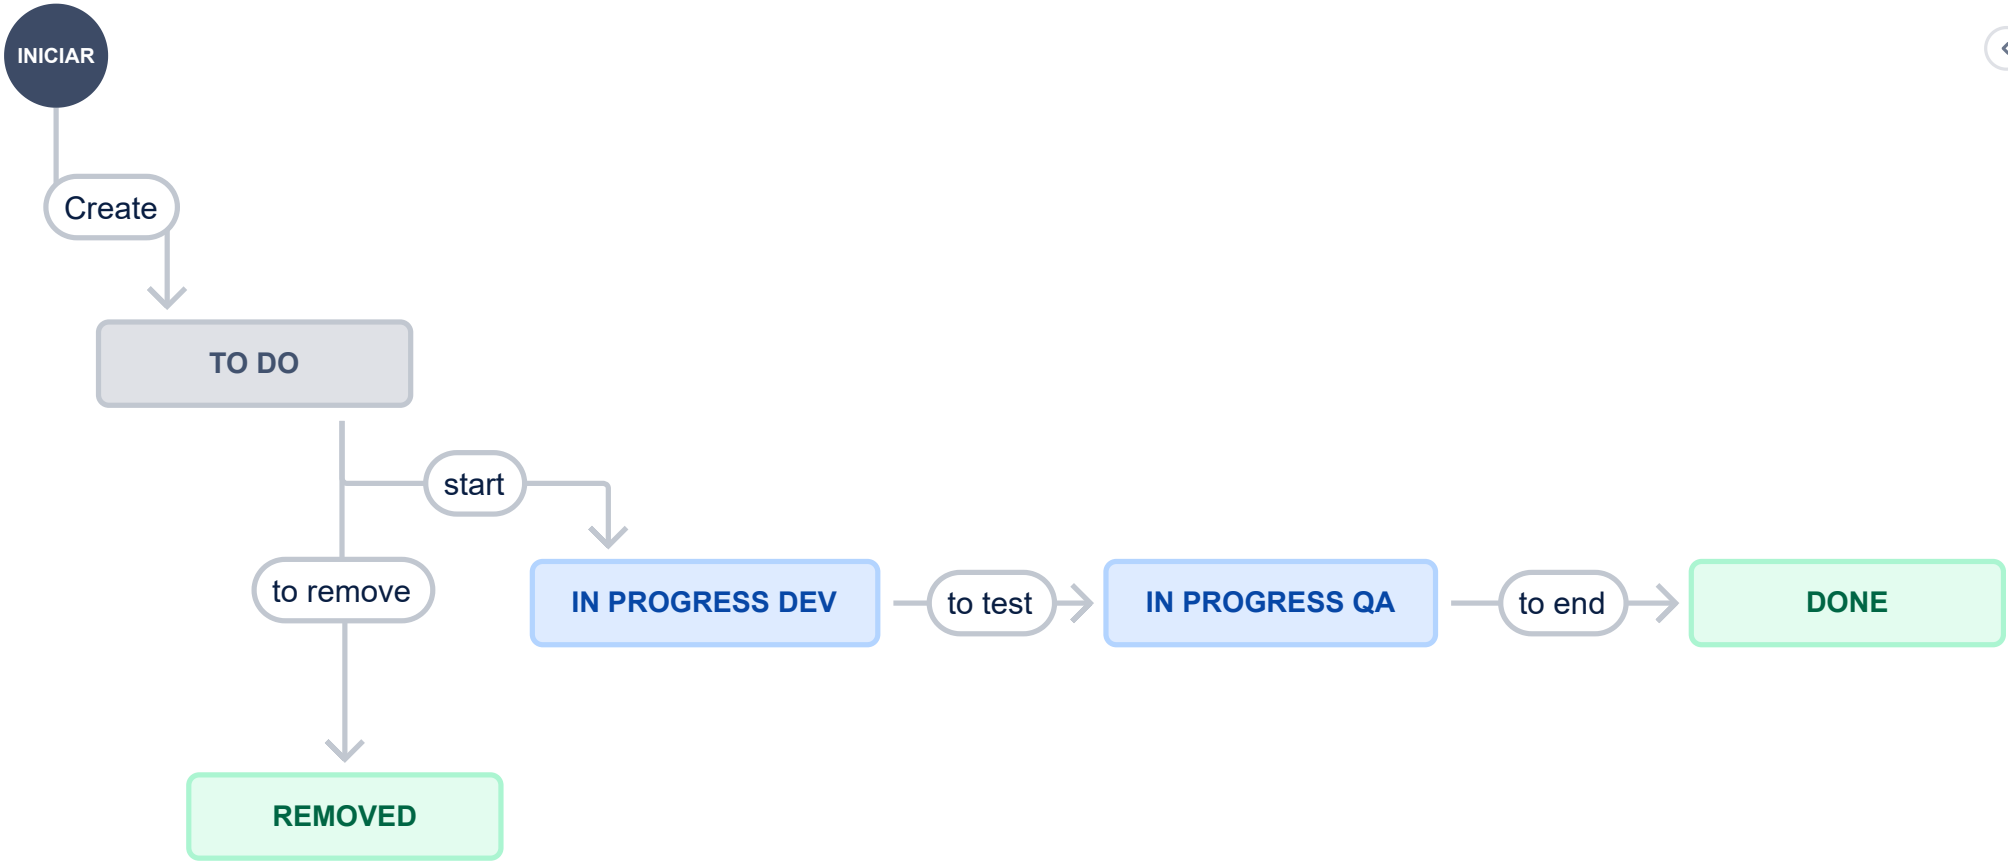 INICIAR
Create
TO DO
start
to remove
IN PROGRESS DEV
to test
IN PROGRESS QA
to end
DONE
REMOVED